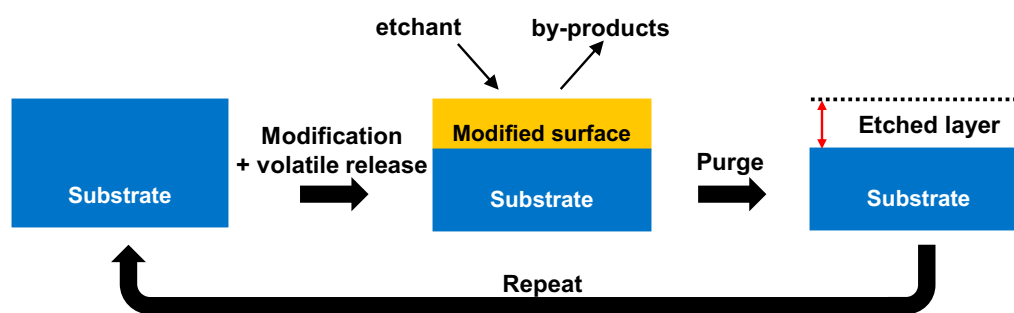 etchant
by-products
Modification
+ volatile release
Modified surface
Purge
Etched layer
Substrate
Substrate
Substrate
Repeat